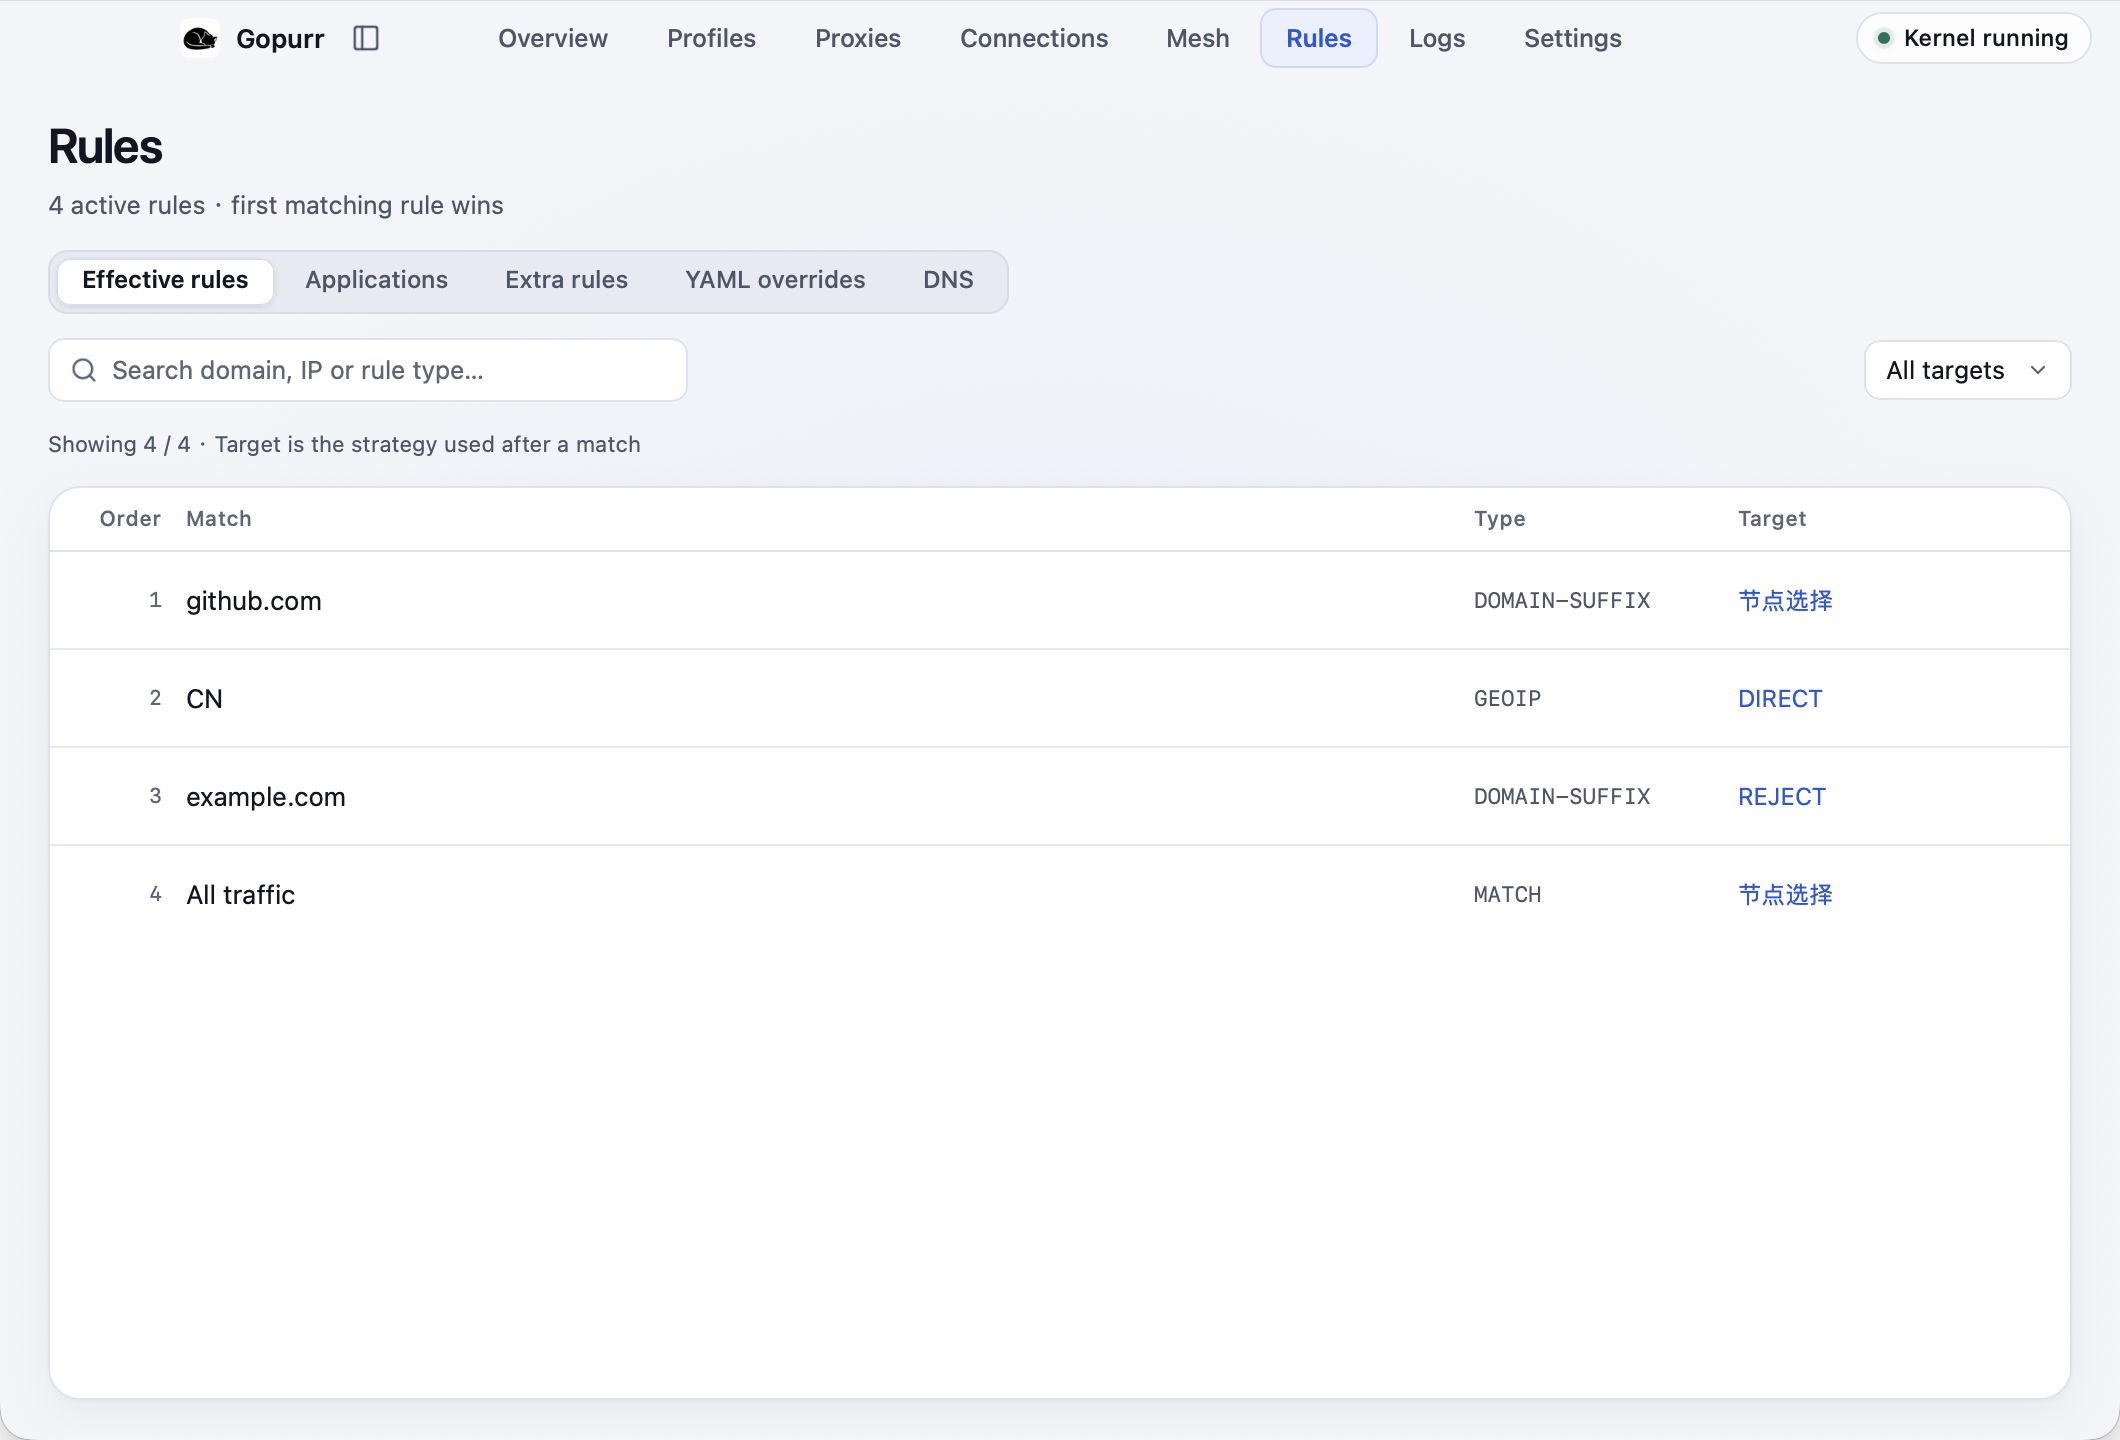 Gopurr Overview Profiles Proxies Connections Mesh Rules Logs Settings Kernel running
Rules
4 active rules · first matching rule wins
Effective rules Applications Extra rules YAML overrides DNS
Search domain, IP or rule type... All targets
Showing 4 / 4 · Target is the strategy used after a match
Order Match Type Target
1 github.com DOMAIN-SUFFIX 节点选择
2 CN GEOIP DIRECT
3 example.com DOMAIN-SUFFIX REJECT
4 All traffic MATCH 节点选择